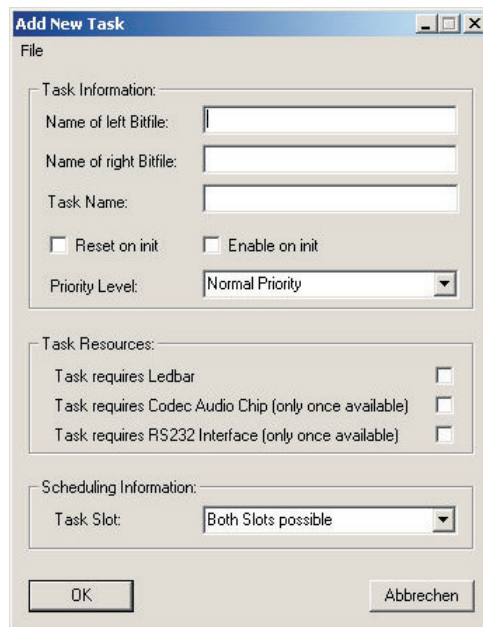 Add New Task
File
Task Information:
Name of left Bitfile:
Name of right Bitfile:
Task Name:
Reset on init Enable on init
Priority Level: Normal Priority
Task Resources:
Task requires Ledbar
Task requires Codec Audio Chip (only once available)
Task requires RS232 Interface (only once available)
Scheduling Information:
Task Slot: Both Slots possible
OK Abbrechen